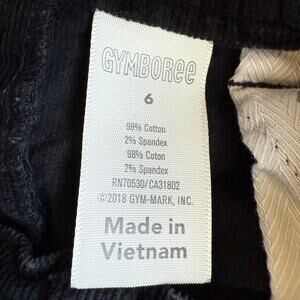 GYMBOREE
6
98% Cotton
2% Spandex
98% Coton
2% Spandex
RN70530/CA31802
©2018 GYM-MARK, INC.
Made in
Vietnam